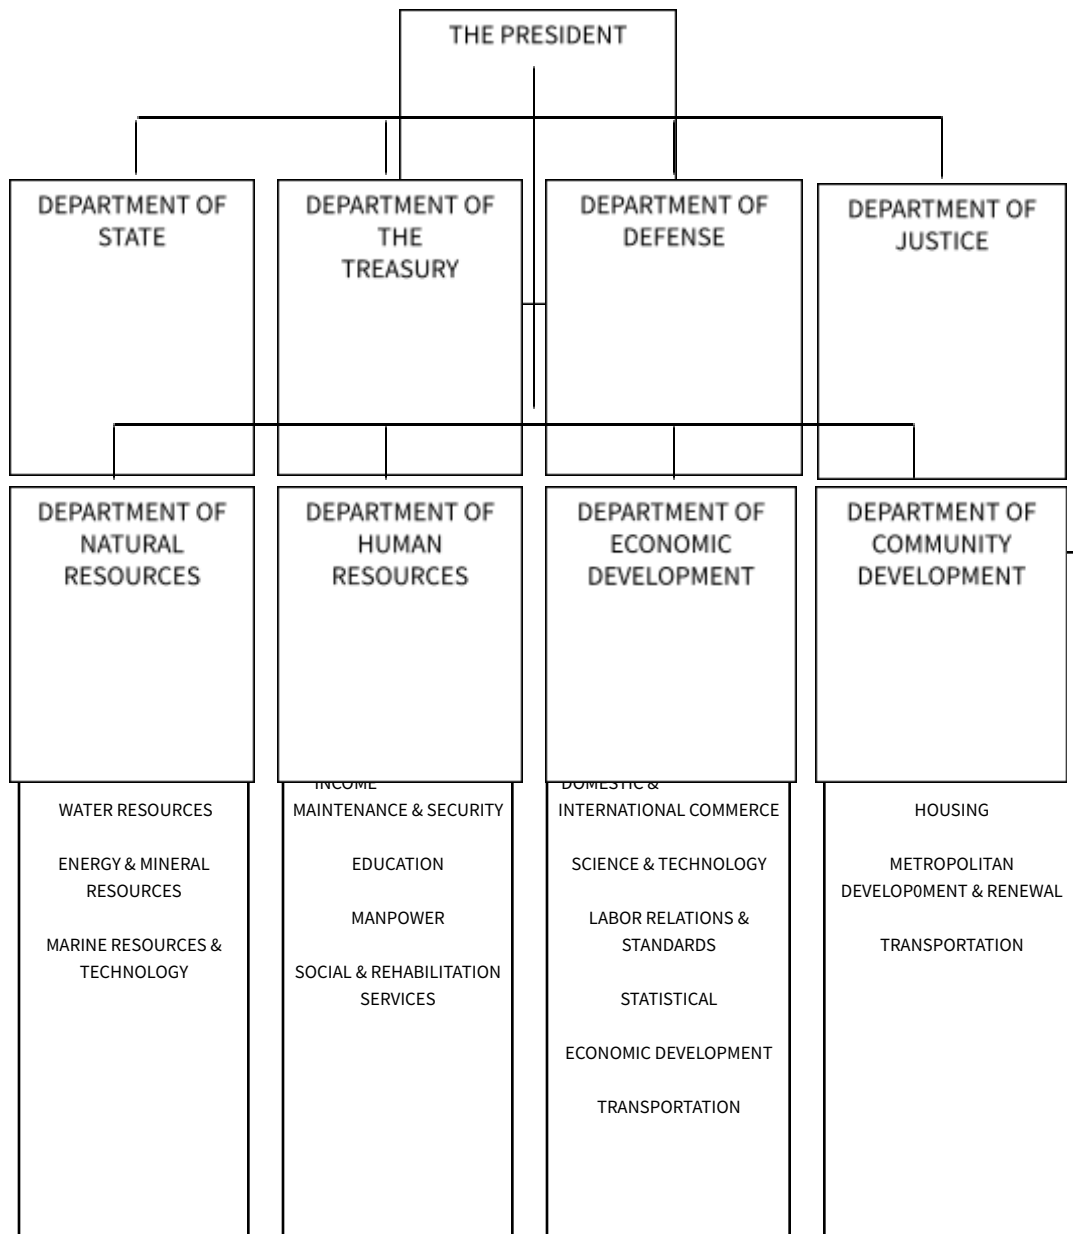 THE PRESIDENT
DEPARTMENT OF
STATE
DEPARTMENT OF
THE
TREASURY
DEPARTMENT OF
DEFENSE
DEPARTMENT OF
JUSTICE
DEPARTMENT OF
NATURAL
RESOURCES
DEPARTMENT OF
HUMAN
RESOURCES
DEPARTMENT OF
ECONOMIC
DEVELOPMENT
DEPARTMENT OF
COMMUNITY
DEVELOPMENT
WATER RESOURCES
ENERGY & MINERAL
RESOURCES
MARINE RESOURCES &
TECHNOLOGY
INCOME
MAINTENANCE & SECURITY
EDUCATION
MANPOWER
SOCIAL & REHABILITATION
SERVICES
DOMESTIC &
INTERNATIONAL COMMERCE
SCIENCE & TECHNOLOGY
LABOR RELATIONS &
STANDARDS
STATISTICAL
ECONOMIC DEVELOPMENT
TRANSPORTATION
HOUSING
METROPOLITAN
DEVELOP0MENT & RENEWAL
TRANSPORTATION